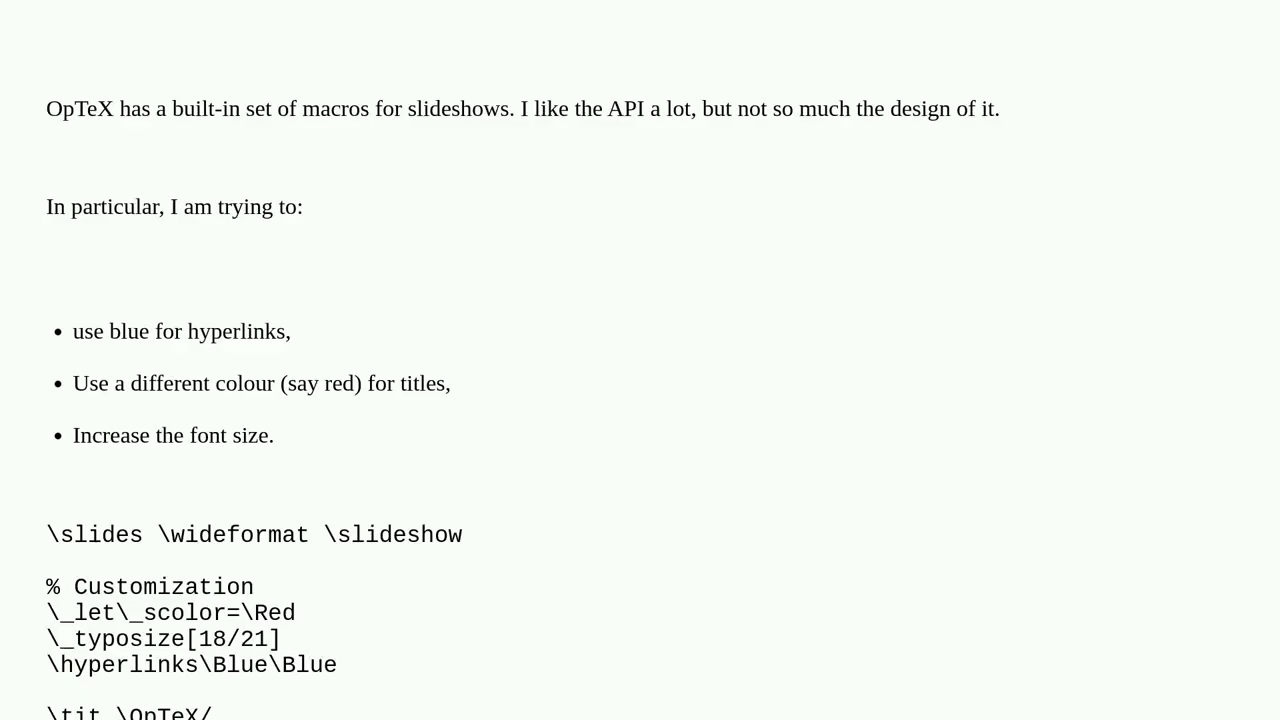 OpTeX has a built-in set of macros for slideshows. I like the API a lot, but not so much the design of it.
In particular, I am trying to:
• use blue for hyperlinks,
• Use a different colour (say red) for titles,
• Increase the font size.
\slides \wideformat \slideshow
% Customization
\_let\_scolor=\Red
\_typosize[18/21]
\hyperlinks\Blue\Blue
\tit \OpTeX/